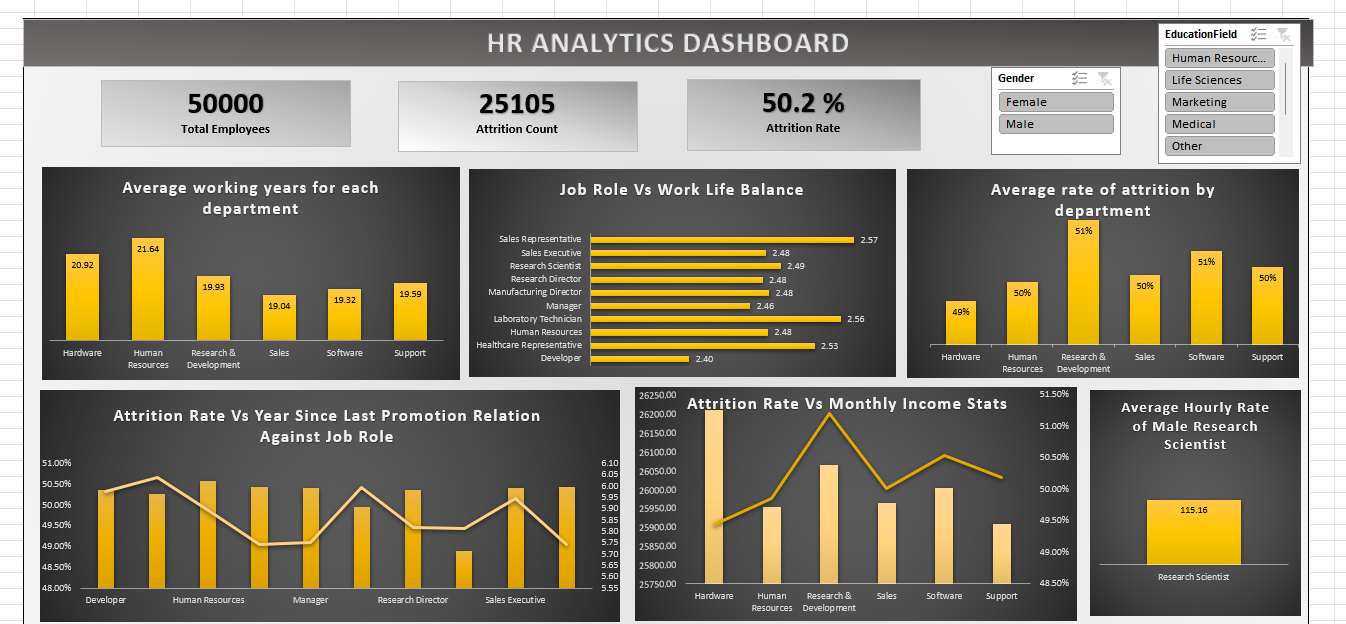 HR ANALYTICS DASHBOARD
EducationField
Human Resourc...
Life Sciences
Marketing
Medical
Other
Gender
Female
Male
50000
Total Employees
25105
Attrition Count
50.2 %
Attrition Rate
Average working years for each
department
20.92
21.64
19.93
19.04
19.32
19.59
Hardware
Human
Resources
Research &
Development
Sales
Software
Support
Job Role Vs Work Life Balance
Sales Representative 2.57
Sales Executive 2.48
Research Scientist 2.49
Research Director 2.48
Manufacturing Director 2.48
Manager 2.46
Laboratory Technician 2.56
Human Resources 2.48
Healthcare Representative 2.53
Developer 2.40
Average rate of attrition by
department
49%
50%
51%
50%
51%
50%
Hardware
Human
Resources
Research &
Development
Sales
Software
Support
Attrition Rate Vs Year Since Last Promotion Relation
Against Job Role
51.00%
50.50%
50.00%
49.50%
49.00%
48.50%
48.00%
6.10
6.05
6.00
5.95
5.90
5.85
5.80
5.75
5.70
5.65
5.60
5.55
Developer
Human Resources
Manager
Research Director
Sales Executive
Attrition Rate Vs Monthly Income Stats
26250.00
26200.00
26150.00
26100.00
26050.00
26000.00
25950.00
25900.00
25850.00
25800.00
25750.00
51.50%
51.00%
50.50%
50.00%
49.50%
49.00%
48.50%
Hardware
Human
Resources
Research &
Development
Sales
Software
Support
Average Hourly Rate
of Male Research
Scientist
115.16
Research Scientist